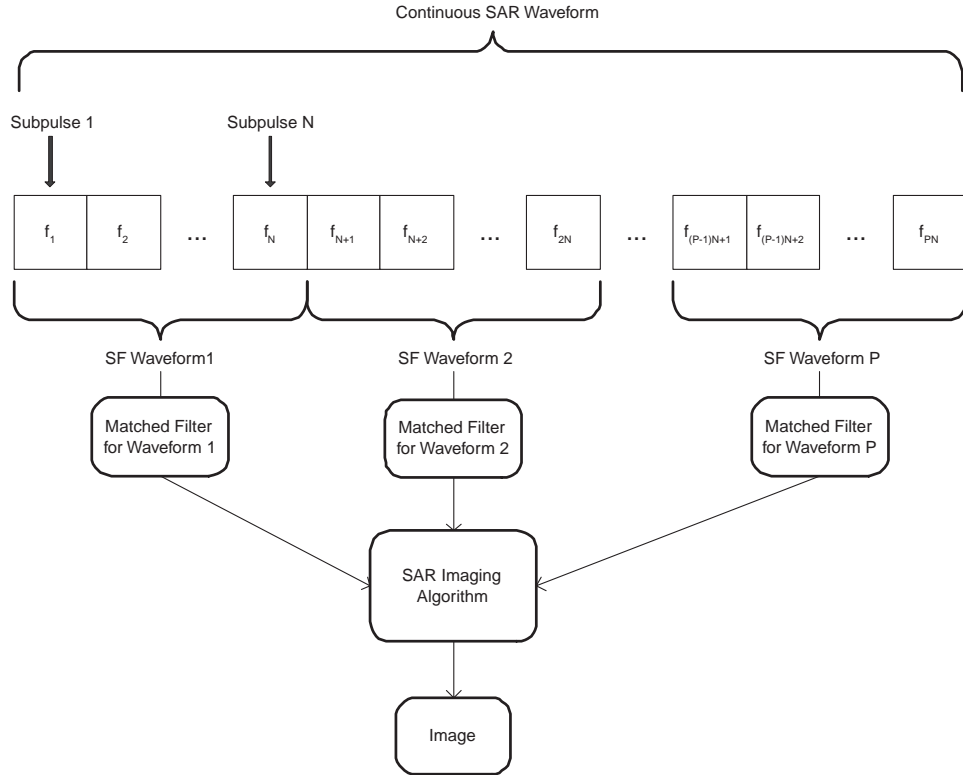 Continuous SAR Waveform
Subpulse 1 Subpulse N
f1 f2 ... fN fN+1 fN+2 ... f2N ... f(P-1)N+1 f(P-1)N+2 ... fPN
SF Waveform1 SF Waveform 2 SF Waveform P
Matched Filter
for Waveform 1
Matched Filter
for Waveform 2
Matched Filter
for Waveform P
SAR Imaging
Algorithm
Image